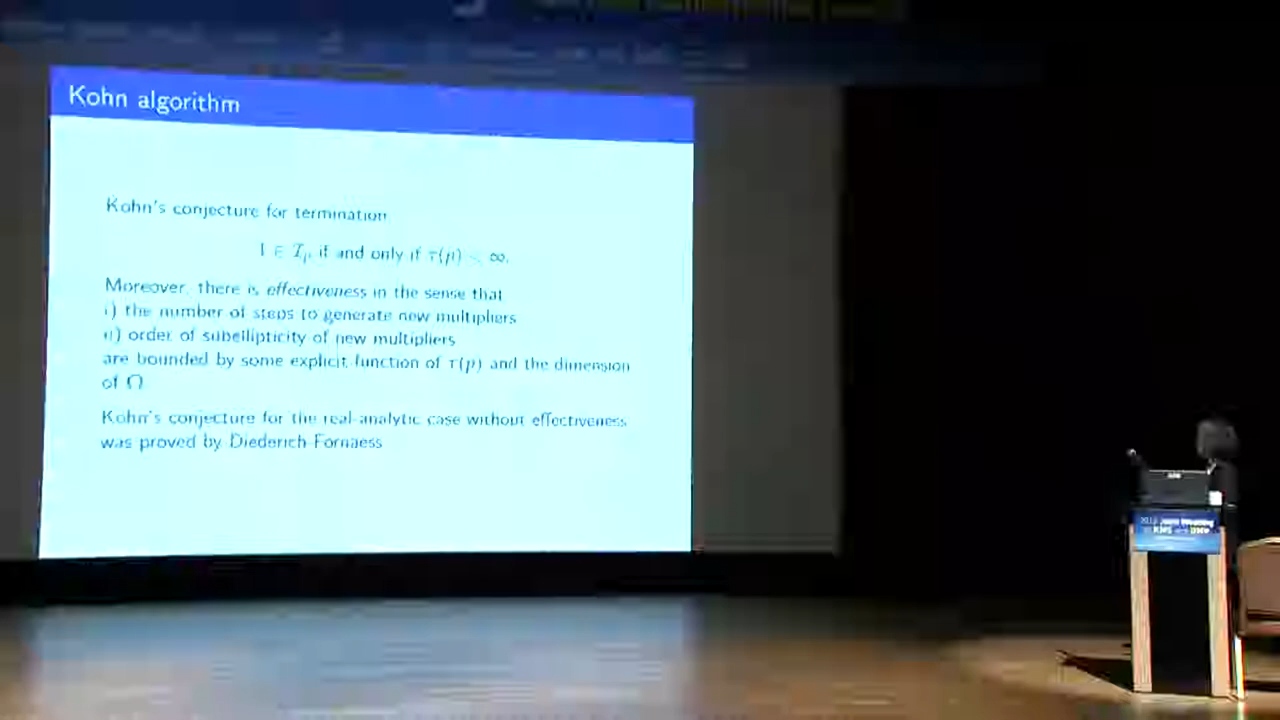 Kohn algorithm
Kohn's conjecture for termination
1 ∈ I_p if and only if τ(p) < ∞.
Moreover, there is effectiveness in the sense that
i) the number of steps to generate new multipliers
ii) order of subellipticity of new multipliers
are bounded by some explicit function of τ(p) and the dimension
of Ω
Kohn's conjecture for the real-analytic case without effectiveness
was proved by Diederich-Fornaess
Joint Meeting
KMS